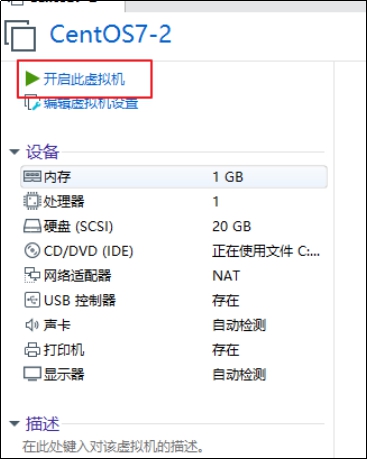 CentOS7-2
CentOS7-2
开启此虚拟机
编辑虚拟机设置
设备
内存 1 GB
处理器 1
硬盘 (SCSI) 20 GB
CD/DVD (IDE) 正在使用文件 C:...
网络适配器 NAT
USB 控制器 存在
声卡 自动检测
打印机 存在
显示器 自动检测
描述
在此处键入对该虚拟机的描述。